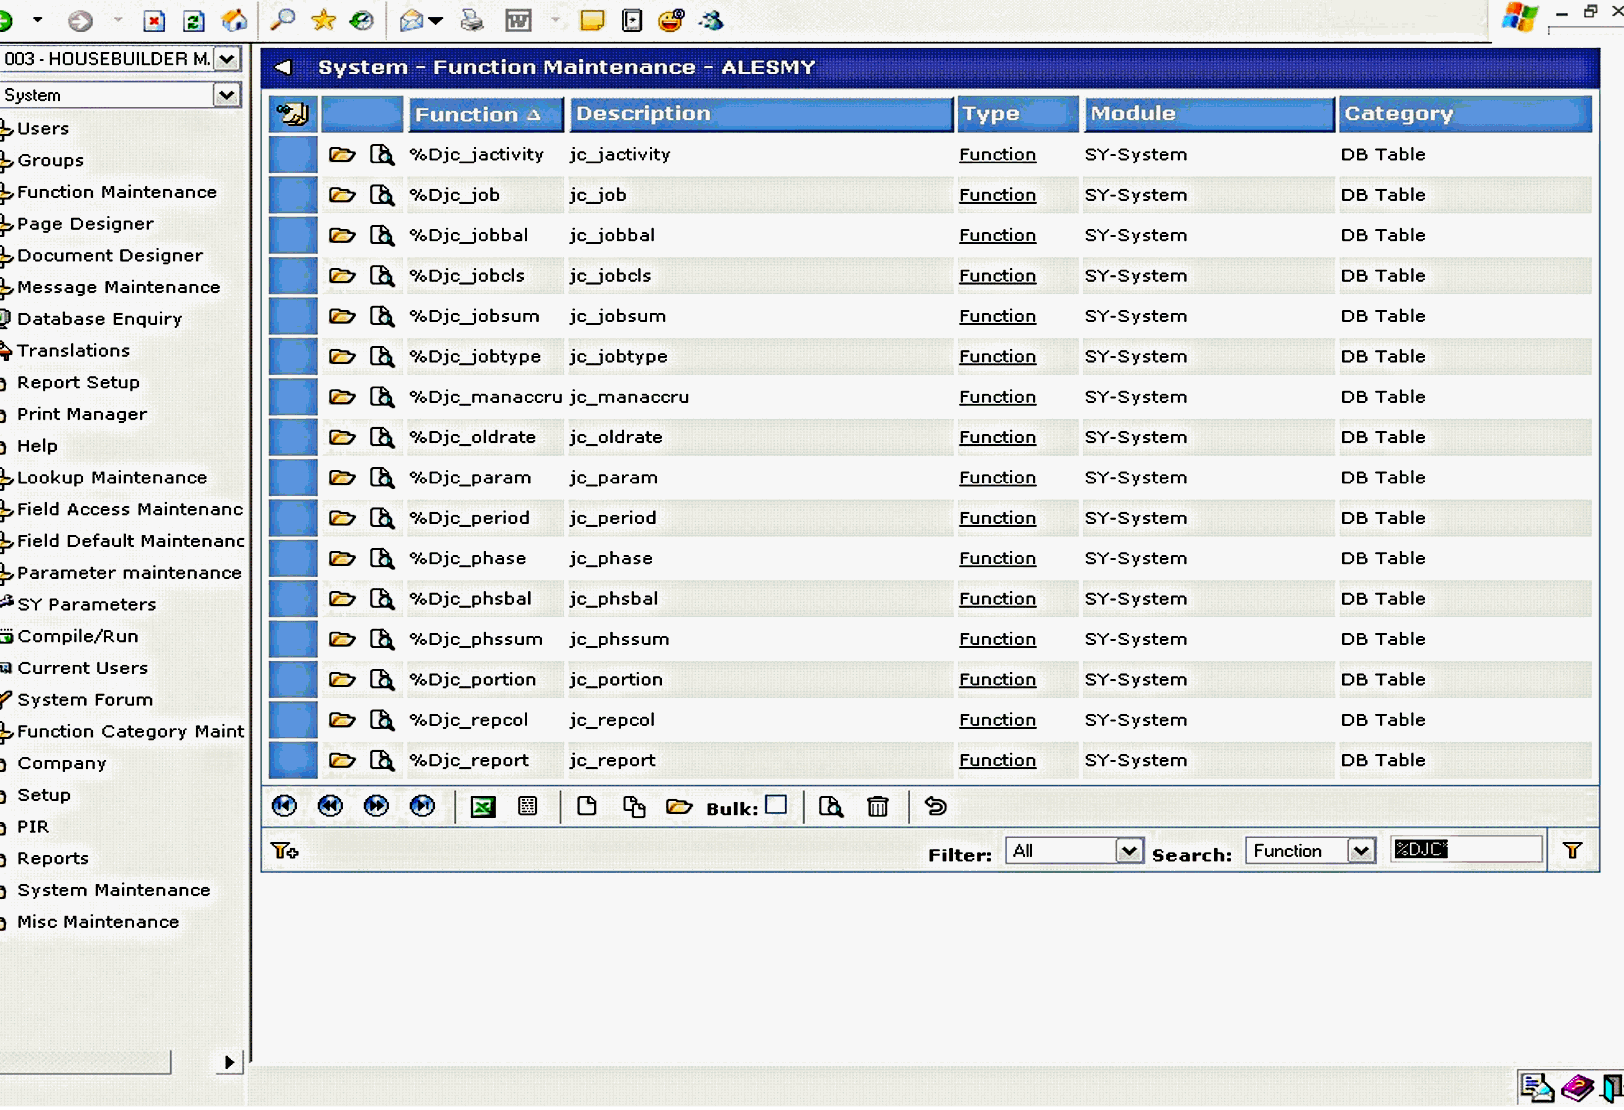 003 - HOUSEBUILDER M.
System
Users
Groups
Function Maintenance
Page Designer
Document Designer
Message Maintenance
Database Enquiry
Translations
Report Setup
Print Manager
Help
Lookup Maintenance
Field Access Maintenanc
Field Default Maintenanc
Parameter maintenance
SY Parameters
Compile/Run
Current Users
System Forum
Function Category Maint
Company
Setup
PIR
Reports
System Maintenance
Misc Maintenance
System - Function Maintenance - ALESMY
Function Description Type Module Category
%Djc_jactivity jc_jactivity Function SY-System DB Table
%Djc_job jc_job Function SY-System DB Table
%Djc_jobbal jc_jobbal Function SY-System DB Table
%Djc_jobcls jc_jobcls Function SY-System DB Table
%Djc_jobsum jc_jobsum Function SY-System DB Table
%Djc_jobtype jc_jobtype Function SY-System DB Table
%Djc_manaccru jc_manaccru Function SY-System DB Table
%Djc_oldrate jc_oldrate Function SY-System DB Table
%Djc_param jc_param Function SY-System DB Table
%Djc_period jc_period Function SY-System DB Table
%Djc_phase jc_phase Function SY-System DB Table
%Djc_phsbal jc_phsbal Function SY-System DB Table
%Djc_phssum jc_phssum Function SY-System DB Table
%Djc_portion jc_portion Function SY-System DB Table
%Djc_repcol jc_repcol Function SY-System DB Table
%Djc_report jc_report Function SY-System DB Table
Bulk:
Filter: All Search: Function %DJC*